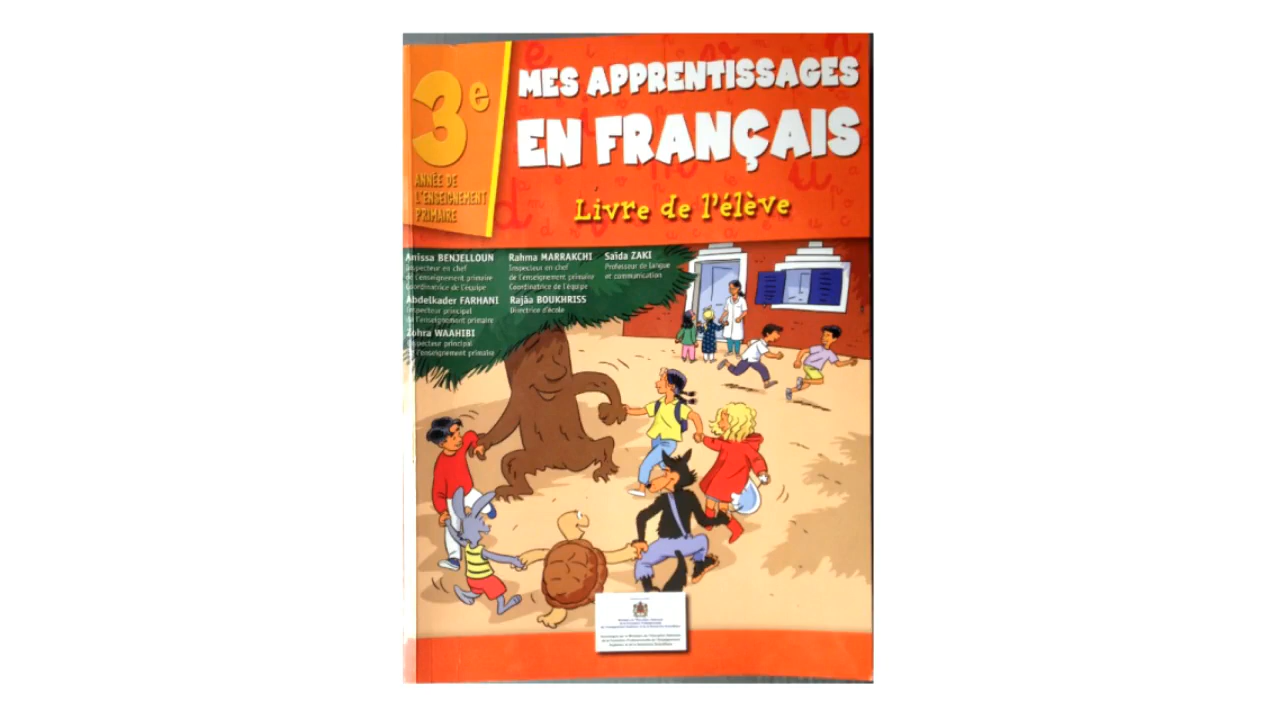 3e
ANNÉE DE
L'ENSEIGNEMENT
PRIMAIRE
MES APPRENTISSAGES
EN FRANÇAIS
Livre de l'élève
Anissa BENJELLOUN
Inspecteur en chef
de l'enseignement primaire
Coordinatrice de l'équipe
Abdelkader FARHANI
Inspecteur principal
de l'enseignement primaire
Zohra WAAHIBI
Inspecteur principal
de l'enseignement primaire
Rahma MARRAKCHI
Inspecteur en chef
de l'enseignement primaire
Coordinatrice de l'équipe
Rajâa BOUKHRISS
Directrice d'école
Saïda ZAKI
Professeur de langue
et communication